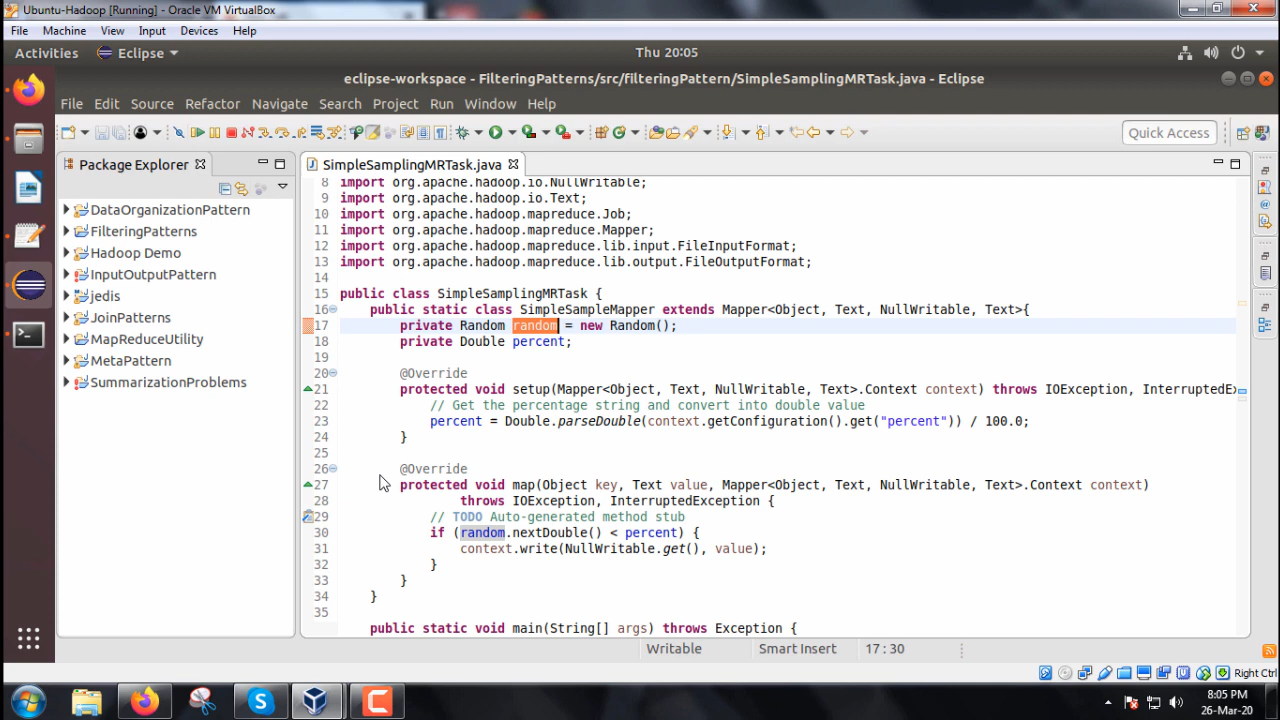 Ubuntu-Hadoop [Running] - Oracle VM VirtualBox
File Machine View Input Devices Help
Activities Eclipse Thu 20:05
eclipse-workspace - FilteringPatterns/src/filteringPattern/SimpleSamplingMRTask.java - Eclipse
File Edit Source Refactor Navigate Search Project Run Window Help
Quick Access
Package Explorer
SimpleSamplingMRTask.java
DataOrganizationPattern
FilteringPatterns
Hadoop Demo
InputOutputPattern
jedis
JoinPatterns
MapReduceUtility
MetaPattern
SummarizationProblems
8 import org.apache.hadoop.io.NullWritable;
9 import org.apache.hadoop.io.Text;
10 import org.apache.hadoop.mapreduce.Job;
11 import org.apache.hadoop.mapreduce.Mapper;
12 import org.apache.hadoop.mapreduce.lib.input.FileInputFormat;
13 import org.apache.hadoop.mapreduce.lib.output.FileOutputFormat;
14
15 public class SimpleSamplingMRTask {
16 public static class SimpleSampleMapper extends Mapper<Object, Text, NullWritable, Text>{
17 private Random random = new Random();
18 private Double percent;
19
20 @Override
21 protected void setup(Mapper<Object, Text, NullWritable, Text>.Context context) throws IOException, InterruptedEx
22 // Get the percentage string and convert into double value
23 percent = Double.parseDouble(context.getConfiguration().get("percent")) / 100.0;
24 }
25
26 @Override
27 protected void map(Object key, Text value, Mapper<Object, Text, NullWritable, Text>.Context context)
28 throws IOException, InterruptedException {
29 // TODO Auto-generated method stub
30 if (random.nextDouble() < percent) {
31 context.write(NullWritable.get(), value);
32 }
33 }
34 }
35
public static void main(String[] args) throws Exception {
Writable Smart Insert 17 : 30
Right Ctrl
8:05 PM
26-Mar-20